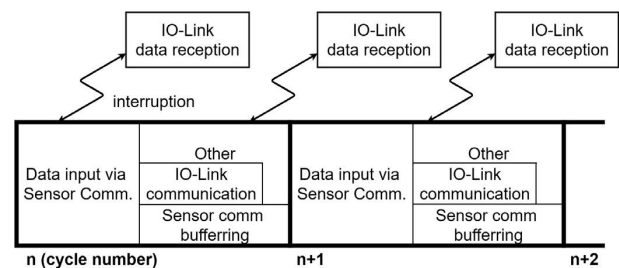 IO-Link
data reception
IO-Link
data reception
IO-Link
data reception
interruption
Data input via
Sensor Comm.
Other
IO-Link
communication
Sensor comm
bufferring
Data input via
Sensor Comm.
Other
IO-Link
communication
Sensor comm
bufferring
n (cycle number)
n+1
n+2